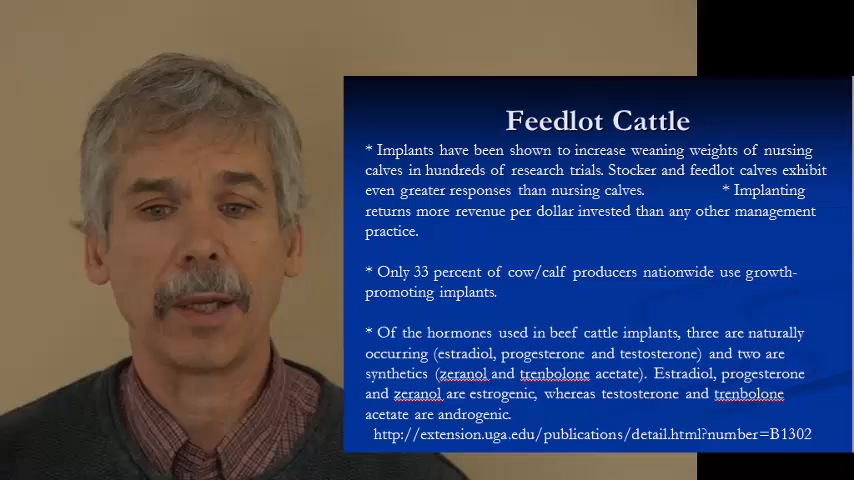 Feedlot Cattle
* Implants have been shown to increase weaning weights of nursing
calves in hundreds of research trials. Stocker and feedlot calves exhibit
even greater responses than nursing calves. * Implanting
returns more revenue per dollar invested than any other management
practice.
* Only 33 percent of cow/calf producers nationwide use growth-
promoting implants.
* Of the hormones used in beef cattle implants, three are naturally
occurring (estradiol, progesterone and testosterone) and two are
synthetics (zeranol and trenbolone acetate). Estradiol, progesterone
and zeranol are estrogenic, whereas testosterone and trenbolone
acetate are androgenic.
http://extension.uga.edu/publications/detail.html?number=B1302